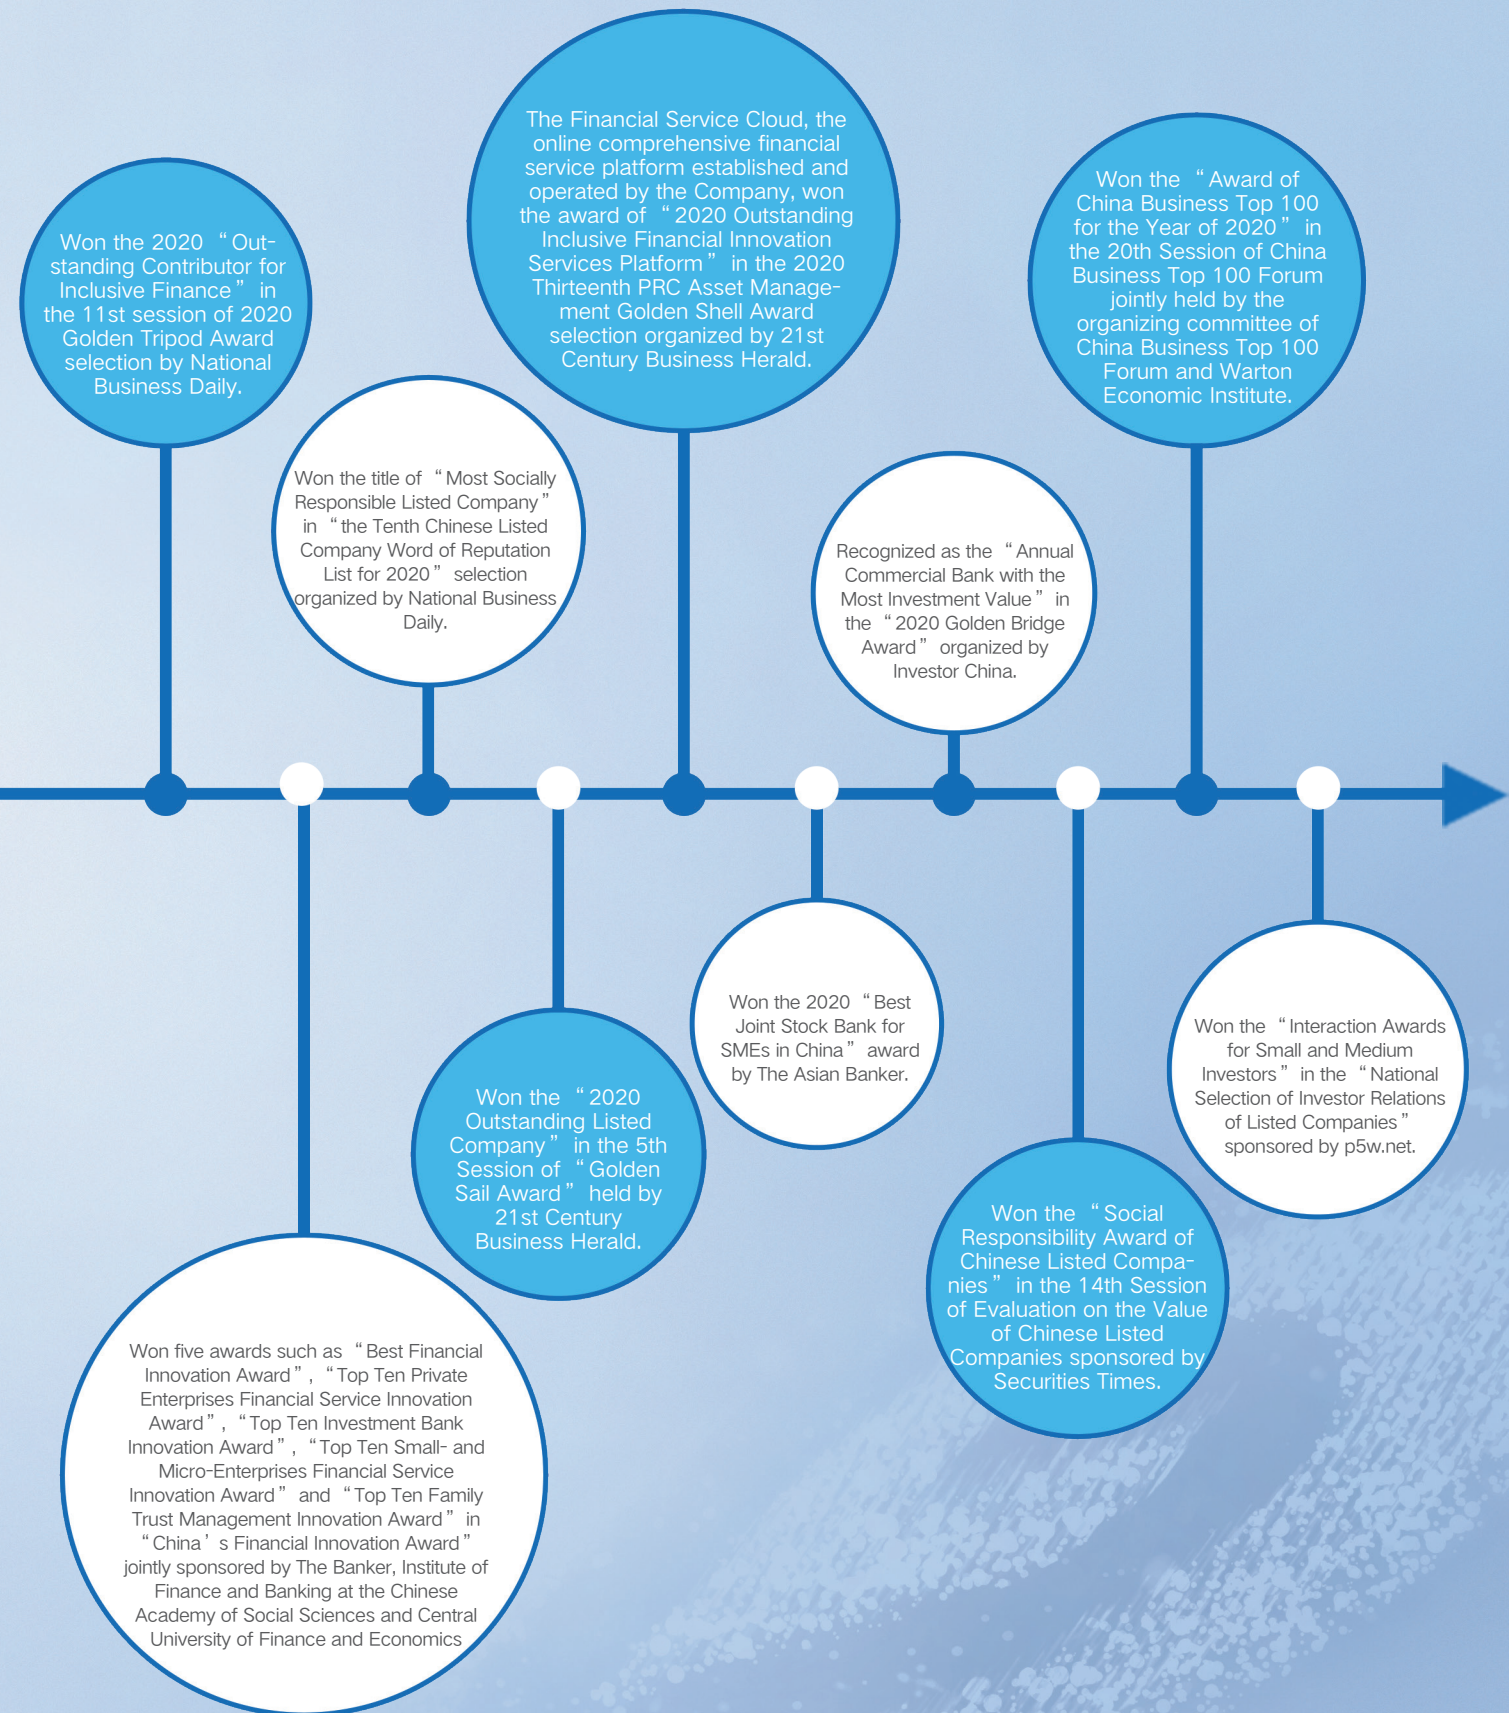 Won the 2020 “Out-
standing Contributor for
Inclusive Finance” in
the 11st session of 2020
Golden Tripod Award
selection by National
Business Daily.
Won five awards such as “Best Financial
Innovation Award”, “Top Ten Private
Enterprises Financial Service Innovation
Award”, “Top Ten Investment Bank
Innovation Award”, “Top Ten Small- and
Micro-Enterprises Financial Service
Innovation Award” and “Top Ten Family
Trust Management Innovation Award” in
“China’s Financial Innovation Award”
jointly sponsored by The Banker, Institute of
Finance and Banking at the Chinese
Academy of Social Sciences and Central
University of Finance and Economics
Won the title of “Most Socially
Responsible Listed Company”
in “the Tenth Chinese Listed
Company Word of Reputation
List for 2020” selection
organized by National Business
Daily.
Won the “2020
Outstanding Listed
Company” in the 5th
Session of “Golden
Sail Award” held by
21st Century
Business Herald.
The Financial Service Cloud, the
online comprehensive financial
service platform established and
operated by the Company, won
the award of “2020 Outstanding
Inclusive Financial Innovation
Services Platform” in the 2020
Thirteenth PRC Asset Manage-
ment Golden Shell Award
selection organized by 21st
Century Business Herald.
Won the 2020 “Best
Joint Stock Bank for
SMEs in China” award
by The Asian Banker.
Recognized as the “Annual
Commercial Bank with the
Most Investment Value” in
the “2020 Golden Bridge
Award” organized by
Investor China.
Won the “Social
Responsibility Award of
Chinese Listed Compa-
nies” in the 14th Session
of Evaluation on the Value
of Chinese Listed
Companies sponsored by
Securities Times.
Won the “Award of
China Business Top 100
for the Year of 2020” in
the 20th Session of China
Business Top 100 Forum
jointly held by the
organizing committee of
China Business Top 100
Forum and Warton
Economic Institute.
Won the “Interaction Awards
for Small and Medium
Investors” in the “National
Selection of Investor Relations
of Listed Companies”
sponsored by p5w.net.